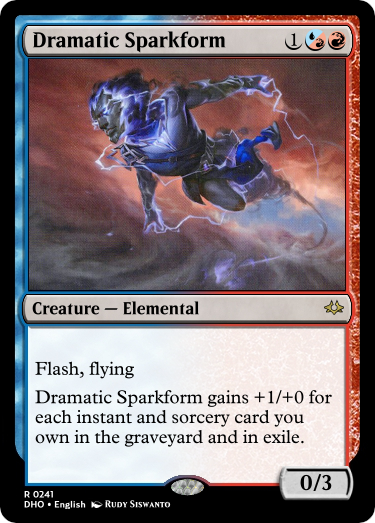 Dramatic Sparkform 1
Creature — Elemental
Flash, flying
Dramatic Sparkform gains +1/+0 for
each instant and sorcery card you
own in the graveyard and in exile.
0/3
R 0241
DHO • English Rudy Siswanto